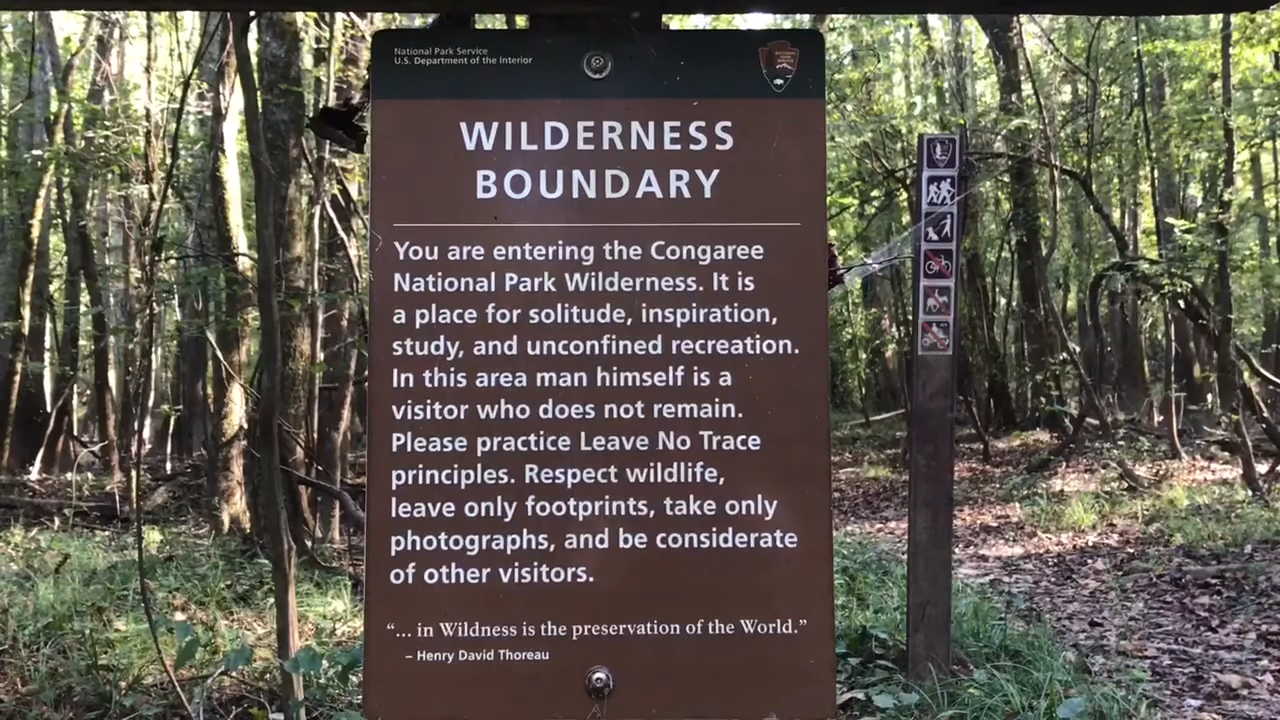 National Park Service
U.S. Department of the Interior
WILDERNESS
BOUNDARY
You are entering the Congaree
National Park Wilderness. It is
a place for solitude, inspiration,
study, and unconfined recreation.
In this area man himself is a
visitor who does not remain.
Please practice Leave No Trace
principles. Respect wildlife,
leave only footprints, take only
photographs, and be considerate
of other visitors.
“... in Wildness is the preservation of the World.”
– Henry David Thoreau